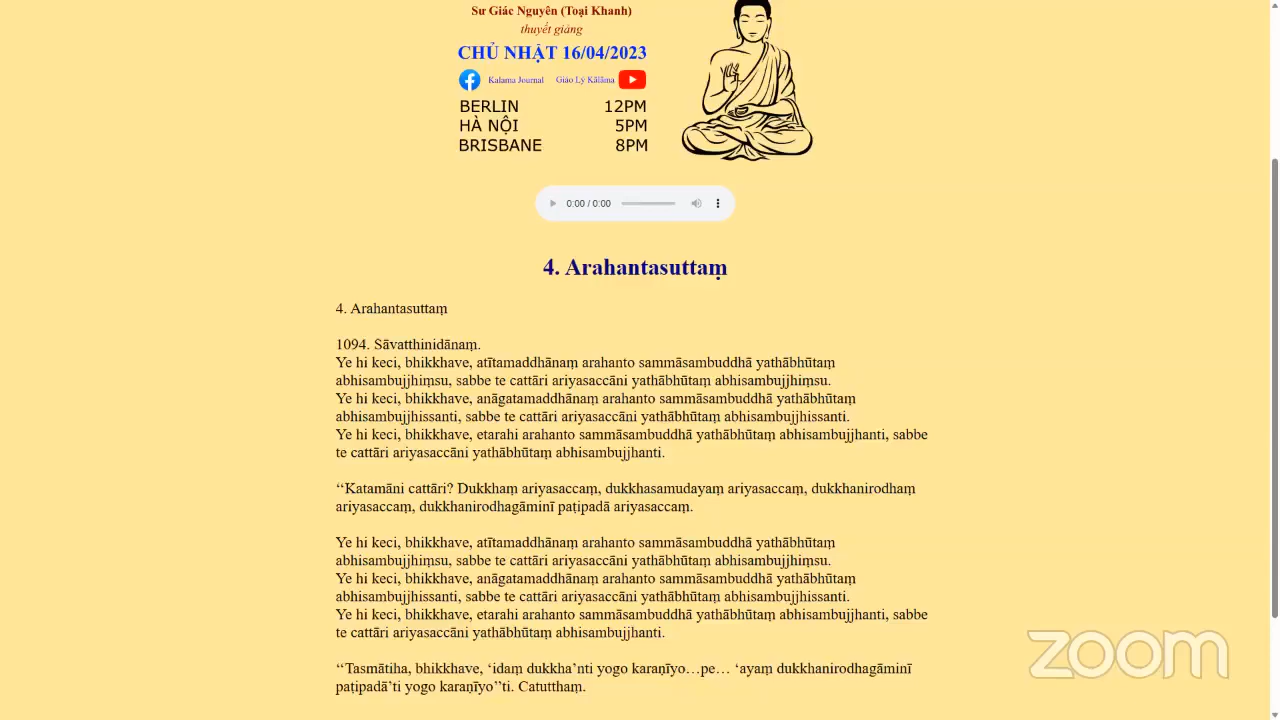 Sư Giác Nguyên (Toại Khanh)
thuyết giảng
CHỦ NHẬT 16/04/2023
Kalama Journal Giáo Lý Kālāma
BERLIN 12PM
HÀ NỘI 5PM
BRISBANE 8PM
0:00 / 0:00
4. Arahantasuttaṃ
4. Arahantasuttaṃ
1094. Sāvatthinidānaṃ.
Ye hi keci, bhikkhave, atītamaddhānaṃ arahanto sammāsambuddhā yathābhūtaṃ
abhisambujjhiṃsu, sabbe te cattāri ariyasaccāni yathābhūtaṃ abhisambujjhiṃsu.
Ye hi keci, bhikkhave, anāgatamaddhānaṃ arahanto sammāsambuddhā yathābhūtaṃ
abhisambujjhissanti, sabbe te cattāri ariyasaccāni yathābhūtaṃ abhisambujjhissanti.
Ye hi keci, bhikkhave, etarahi arahanto sammāsambuddhā yathābhūtaṃ abhisambujjhanti, sabbe
te cattāri ariyasaccāni yathābhūtaṃ abhisambujjhanti.
‘‘Katamāni cattāri? Dukkhaṃ ariyasaccaṃ, dukkhasamudayaṃ ariyasaccaṃ, dukkhanirodhaṃ
ariyasaccaṃ, dukkhanirodhagāminī paṭipadā ariyasaccaṃ.
Ye hi keci, bhikkhave, atītamaddhānaṃ arahanto sammāsambuddhā yathābhūtaṃ
abhisambujjhiṃsu, sabbe te cattāri ariyasaccāni yathābhūtaṃ abhisambujjhiṃsu.
Ye hi keci, bhikkhave, anāgatamaddhānaṃ arahanto sammāsambuddhā yathābhūtaṃ
abhisambujjhissanti, sabbe te cattāri ariyasaccāni yathābhūtaṃ abhisambujjhissanti.
Ye hi keci, bhikkhave, etarahi arahanto sammāsambuddhā yathābhūtaṃ abhisambujjhanti, sabbe
te cattāri ariyasaccāni yathābhūtaṃ abhisambujjhanti.
‘‘Tasmātiha, bhikkhave, ‘idaṃ dukkha’nti yogo karaṇīyo…pe… ‘ayaṃ dukkhanirodhagāminī
paṭipadā’ti yogo karaṇīyo’’ti. Catutthaṃ.
zoom